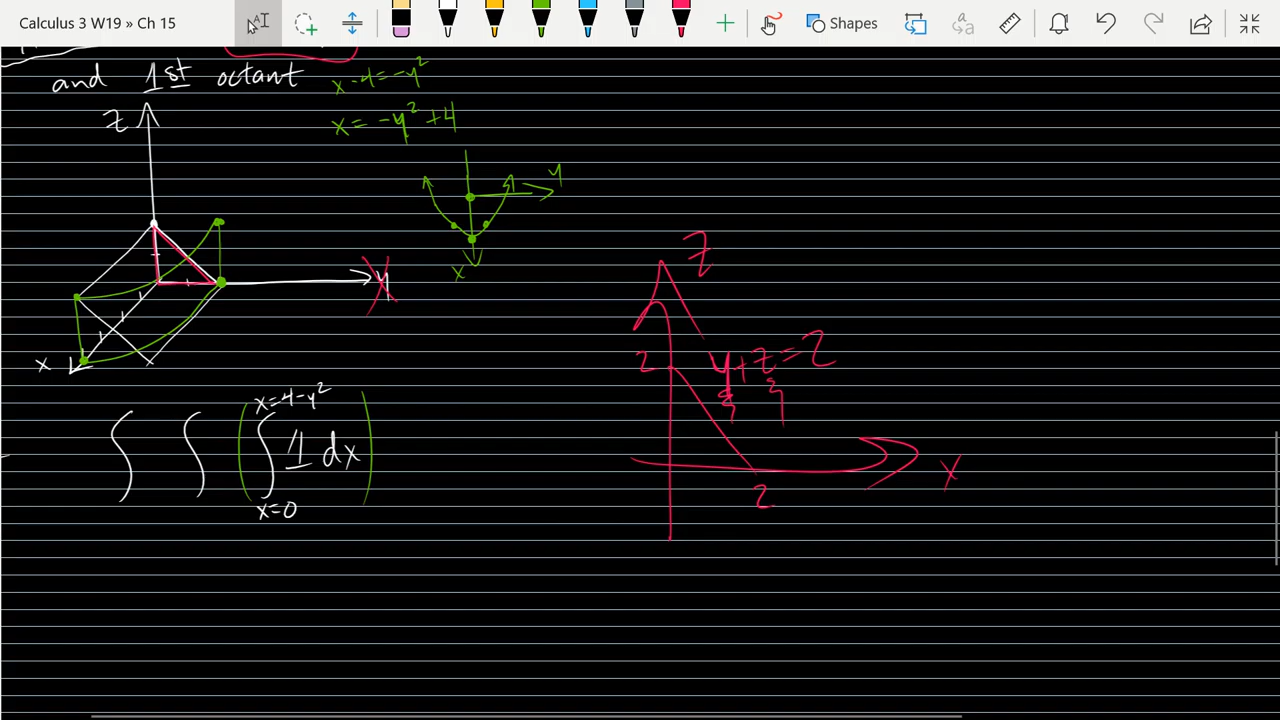 Calculus 3 W19 » Ch 15
Shapes
and 1st octant
x-4=-y²
x=-y²+4
z
y
x
y
x
x=4-y²
∫ ∫ ( ∫ 1 dx )
x=0
z
2
y+z=2
x
2